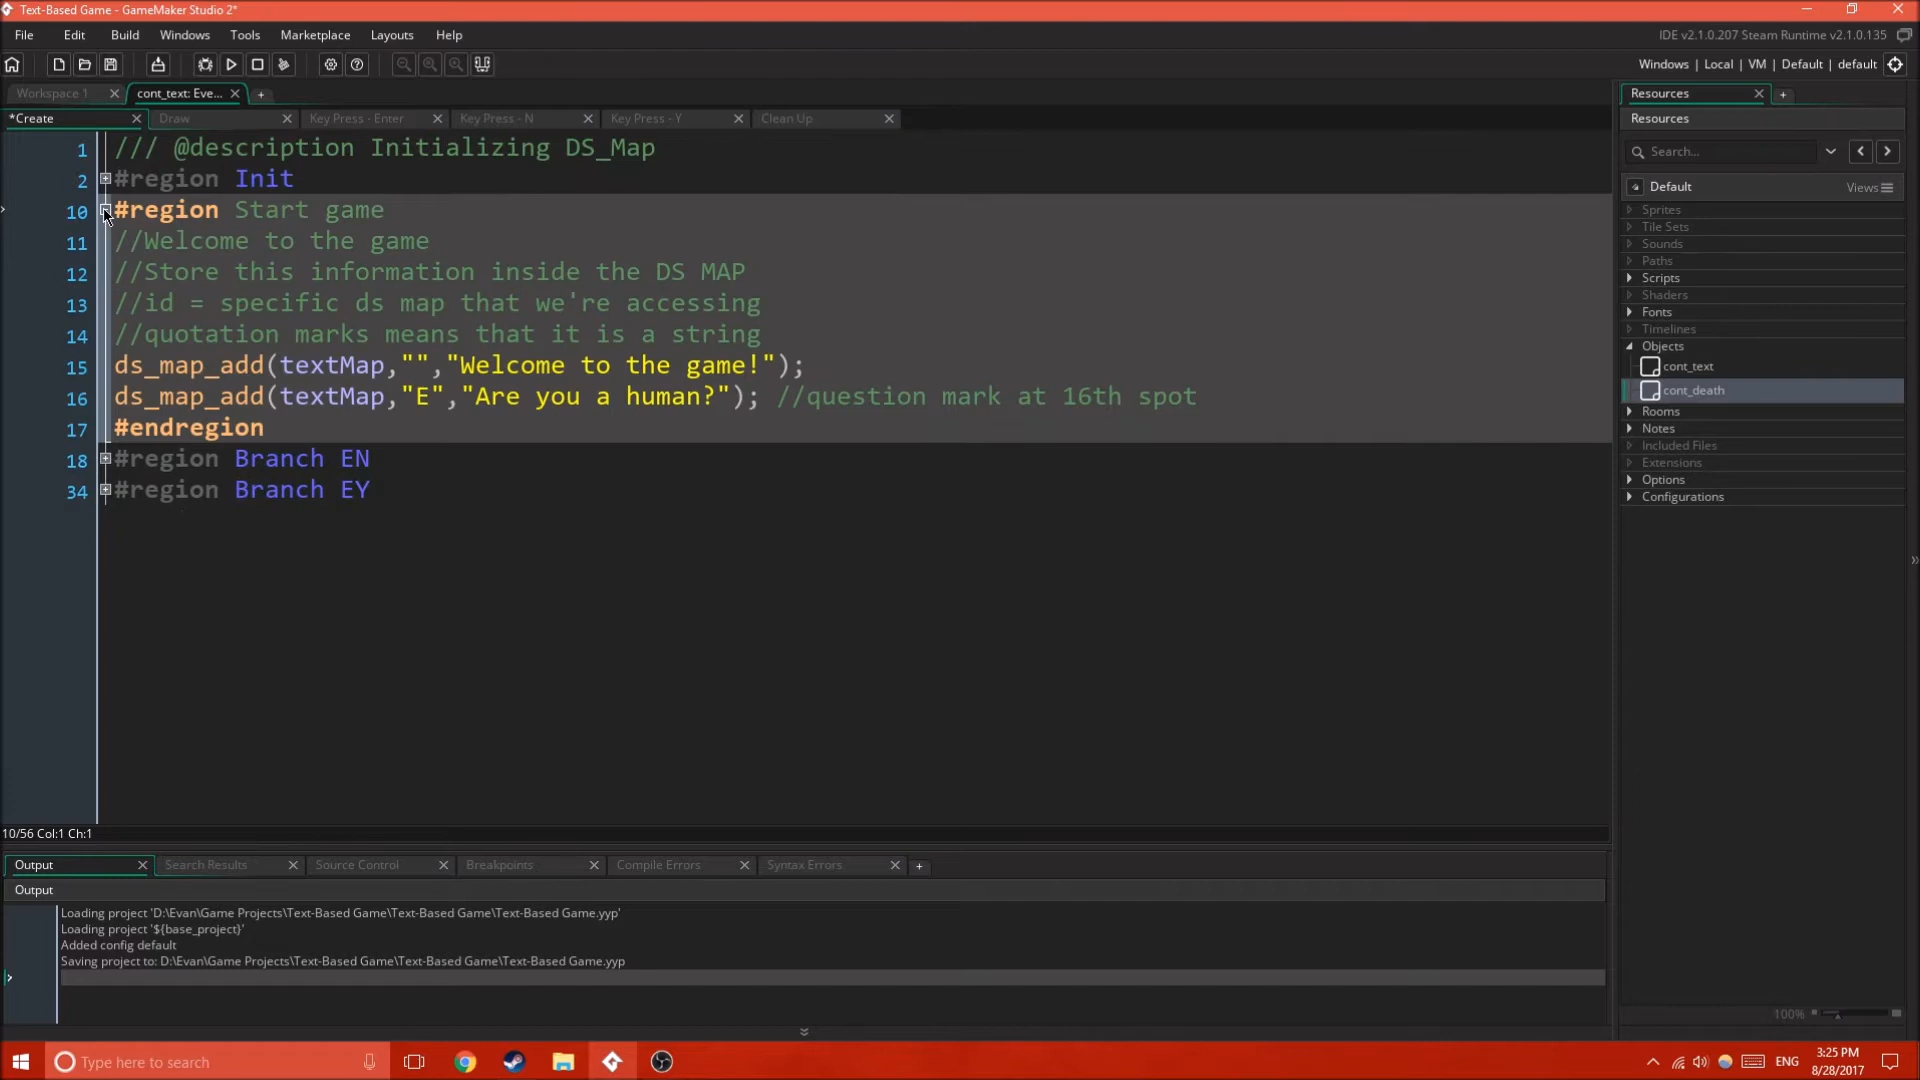 Text-Based Game - GameMaker Studio 2*
File Edit Build Windows Tools Marketplace Layouts Help
IDE v2.1.0.207 Steam Runtime v2.1.0.135
Windows | Local | VM | Default | default
Workspace 1
cont_text: Eve...
*Create Draw Key Press - Enter Key Press - N Key Press - Y Clean Up
1 /// @description Initializing DS_Map
2 #region Init
10 #region Start game
11 //Welcome to the game
12 //Store this information inside the DS MAP
13 //id = specific ds map that we're accessing
14 //quotation marks means that it is a string
15 ds_map_add(textMap,"","Welcome to the game!");
16 ds_map_add(textMap,"E","Are you a human?"); //question mark at 16th spot
17 #endregion
18 #region Branch EN
34 #region Branch EY
10/56 Col:1 Ch:1
Resources
Resources
Search...
Default Views
Sprites
Tile Sets
Sounds
Paths
Scripts
Shaders
Fonts
Timelines
Objects
cont_text
cont_death
Rooms
Notes
Included Files
Extensions
Options
Configurations
100%
Output Search Results Source Control Breakpoints Compile Errors Syntax Errors
Output
Loading project 'D:\Evan\Game Projects\Text-Based Game\Text-Based Game\Text-Based Game.yyp'
Loading project '${base_project}'
Added config default
Saving project to: D:\Evan\Game Projects\Text-Based Game\Text-Based Game\Text-Based Game.yyp
Type here to search
ENG
3:25 PM
8/28/2017